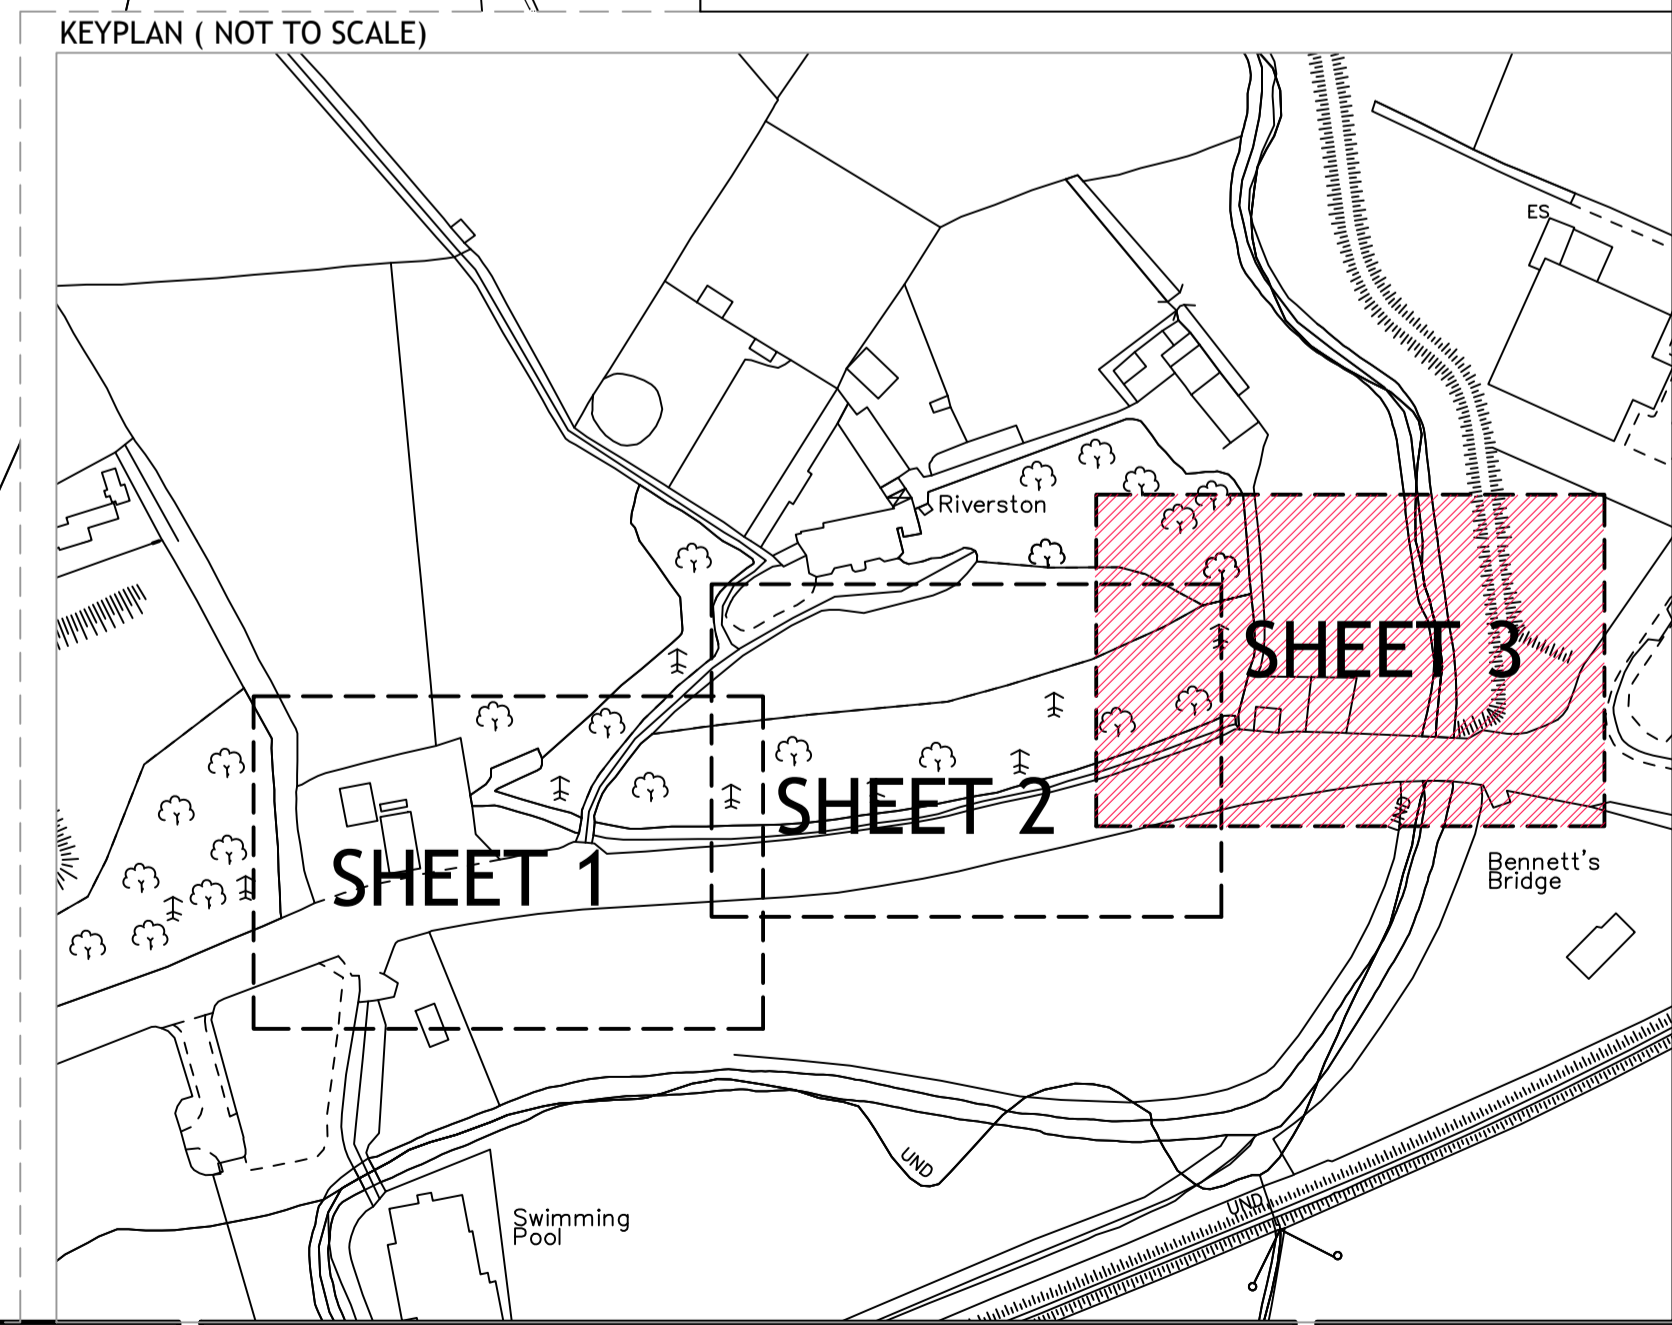 KEYPLAN ( NOT TO SCALE)
ES
Riverston
SHEET 3
SHEET 2
UND
SHEET 1
Bennett's
Bridge
UND
UND
Swimming
Pool